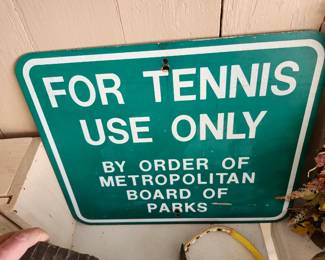 FOR TENNIS
USE ONLY
BY ORDER OF
METROPOLITAN
BOARD OF
PARKS